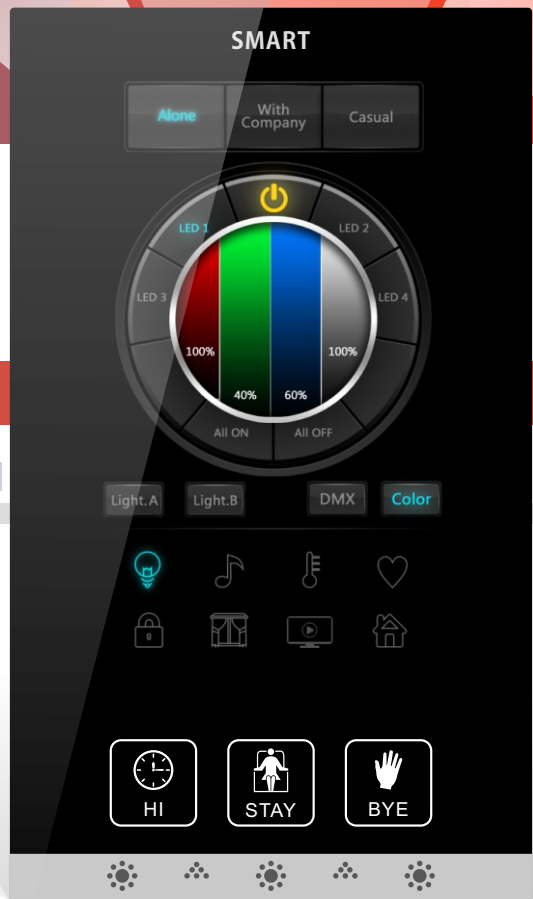 SMART
Alone
With
Company
Casual
LED 1
LED 2
LED 3
LED 4
100%
40%
60%
100%
All ON
All OFF
Light.A
Light.B
DMX
Color
HI
STAY
BYE